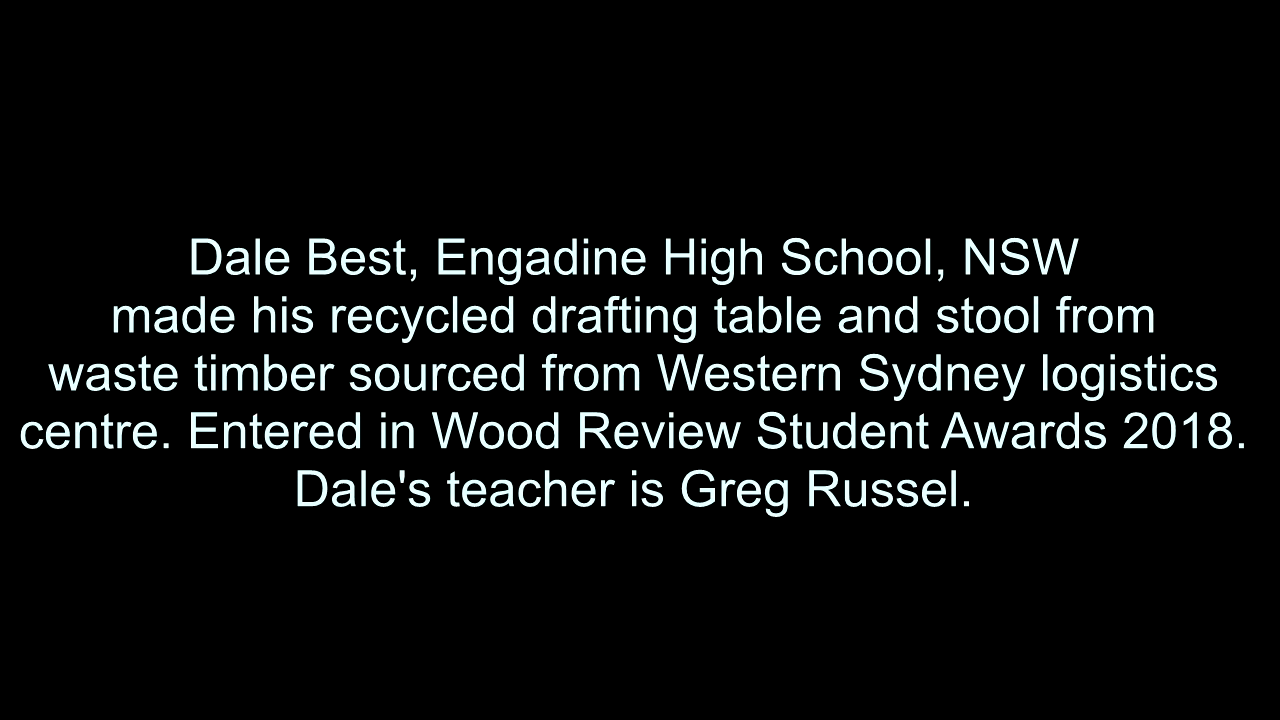 Dale Best, Engadine High School, NSW
made his recycled drafting table and stool from
waste timber sourced from Western Sydney logistics
centre. Entered in Wood Review Student Awards 2018.
Dale's teacher is Greg Russel.